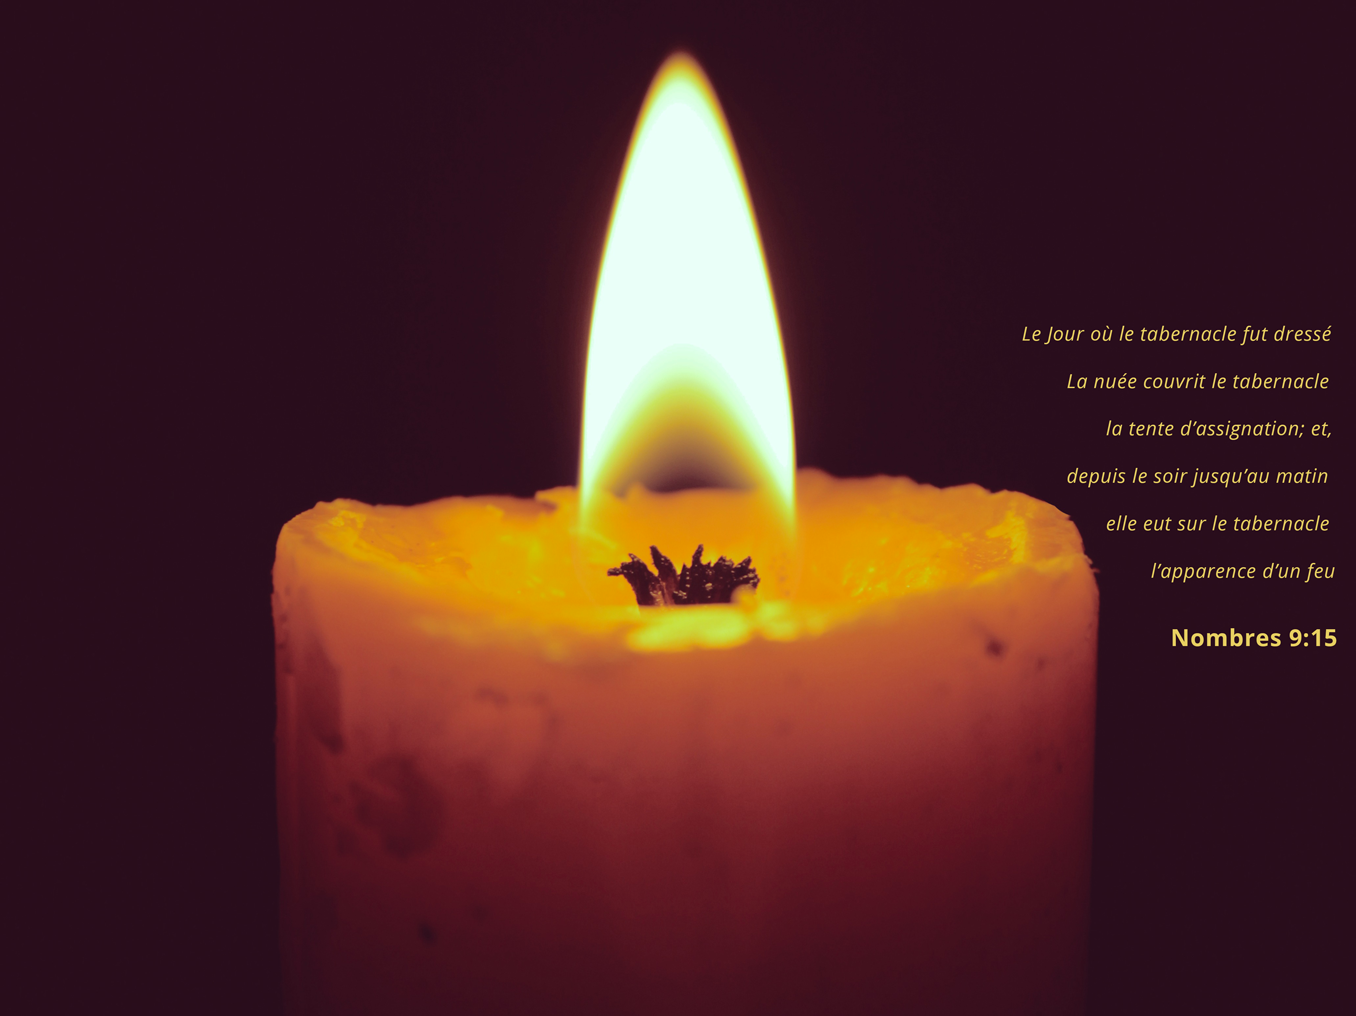 Le Jour où le tabernacle fut dressé
La nuée couvrit le tabernacle
la tente d’assignation; et,
depuis le soir jusqu’au matin
elle eut sur le tabernacle
l’apparence d’un feu
Nombres 9:15